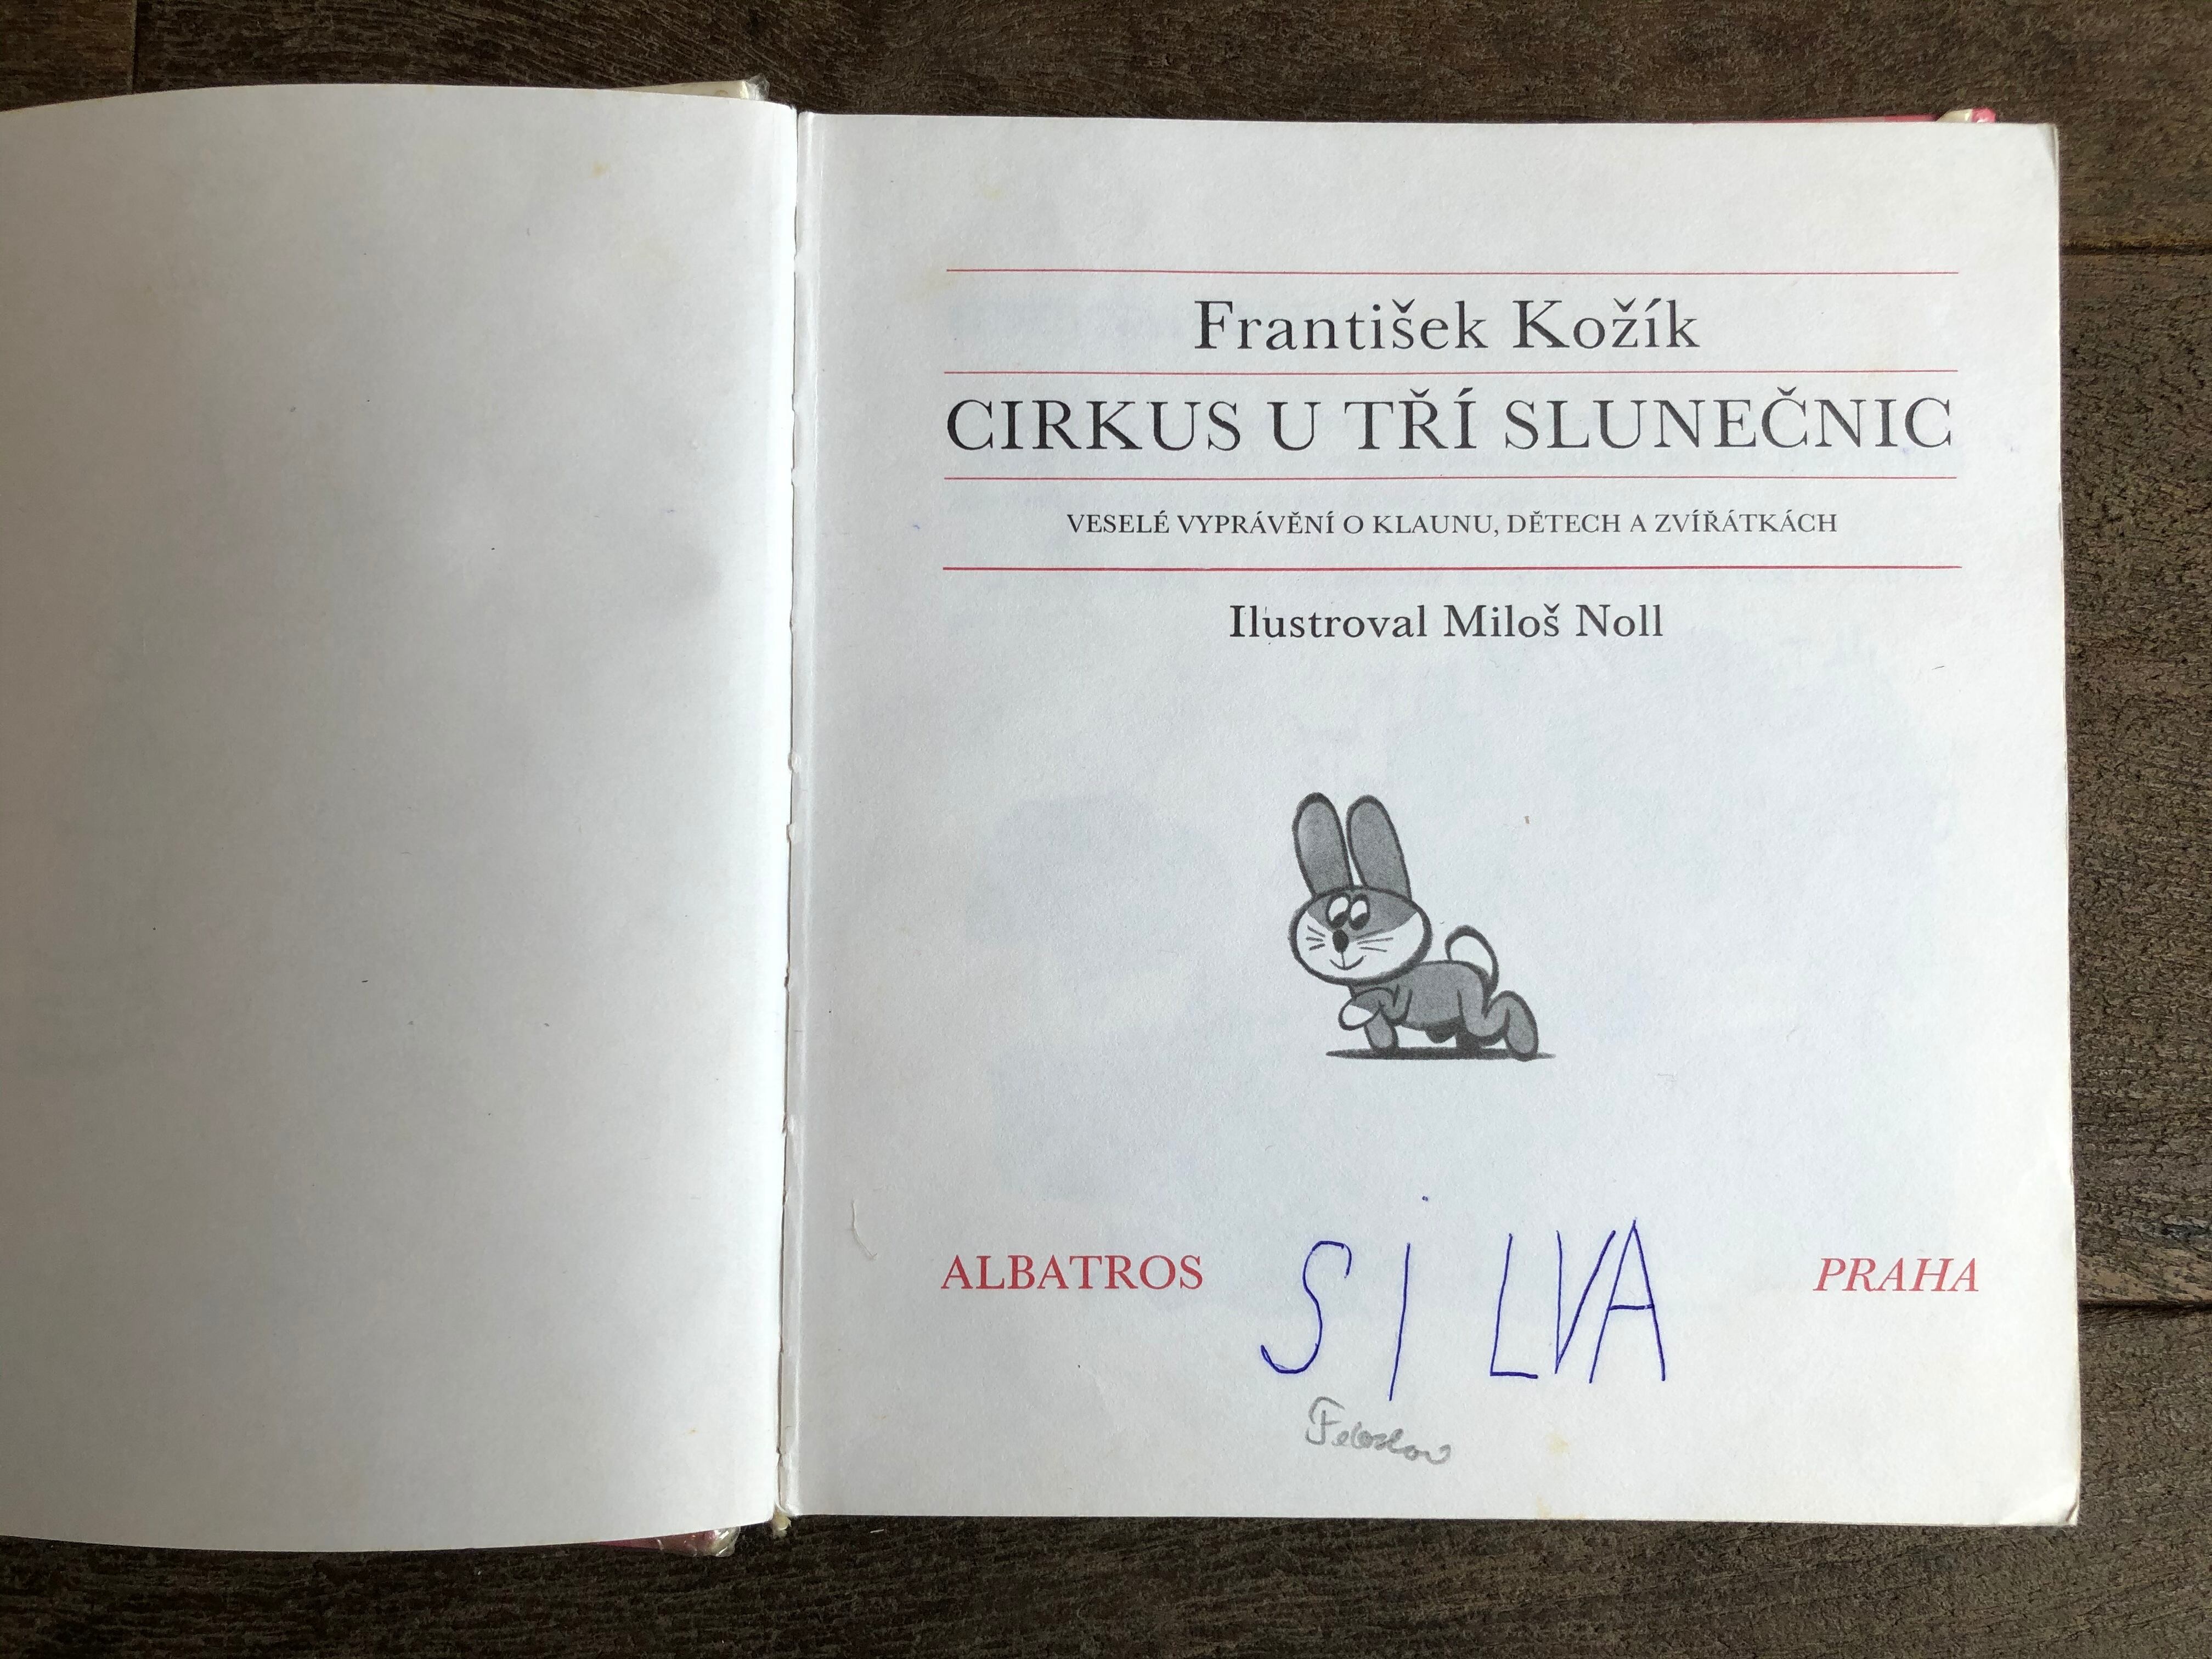 František Kožík
CIRKUS U TŘÍ SLUNEČNIC
VESELÉ VYPRÁVĚNÍ O KLAUNU, DĚTECH A ZVÍŘÁTKÁCH
Ilustroval Miloš Noll
ALBATROS
SiLVA
PRAHA